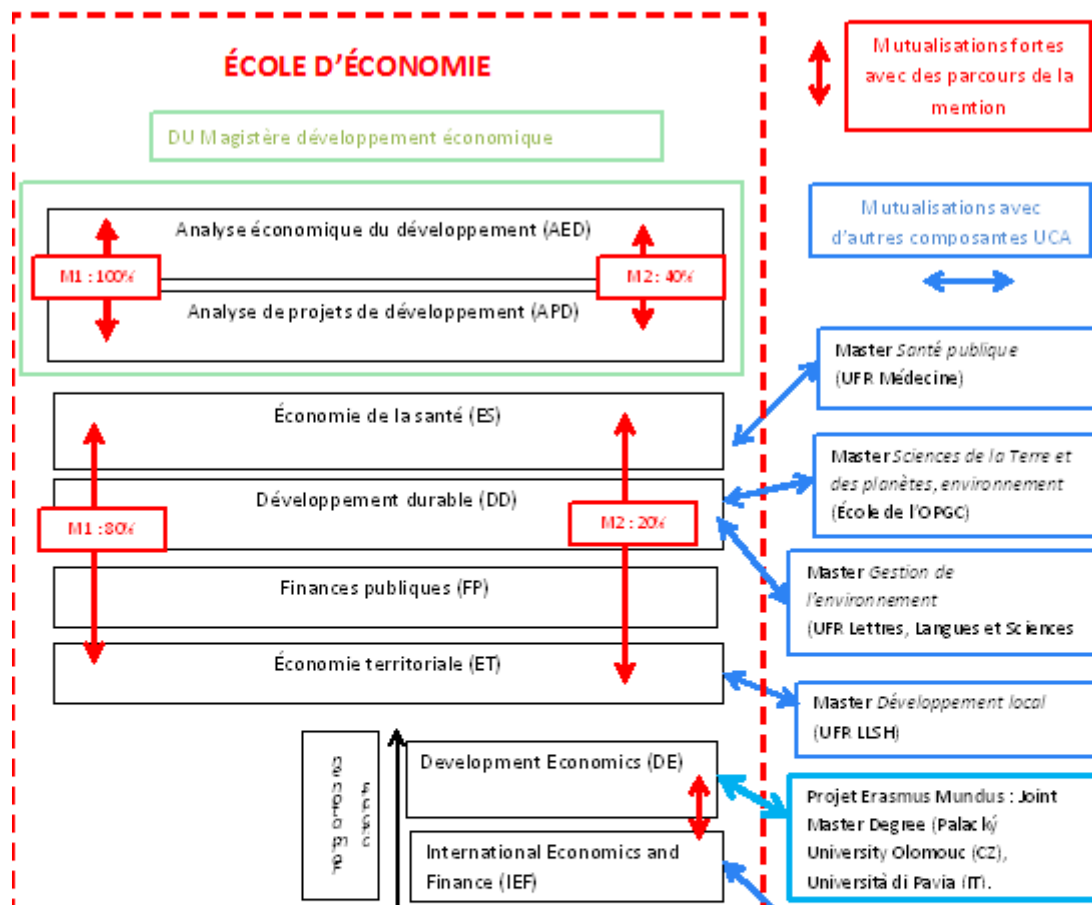 ÉCOLE D'ÉCONOMIE
DU Magistère développement économique
Analyse économique du développement (AED)
M1 : 100%
M2 : 40%
Analyse de projets de développement (APD)
Économie de la santé (ES)
Développement durable (DD)
M1 : 80%
M2 : 20%
Finances publiques (FP)
Économie territoriale (ET)
Development Economics (DE)
International Economics and
Finance (IEF)
Mutualisations fortes
avec des parcours de la
mention
Mutualisations avec
d'autres composantes UCA
Master Santé publique
(UFR Médecine)
Master Sciences de la Terre et
des planètes, environnement
(École de l'OPGC)
Master Gestion de
l'environnement
(UFR Lettres, Langues et Sciences
Master Développement local
(UFR LLSH)
Projet Erasmus Mundus : Joint
Master Degree (Palacký
University Olomouc (CZ),
Università di Pavia (IT).